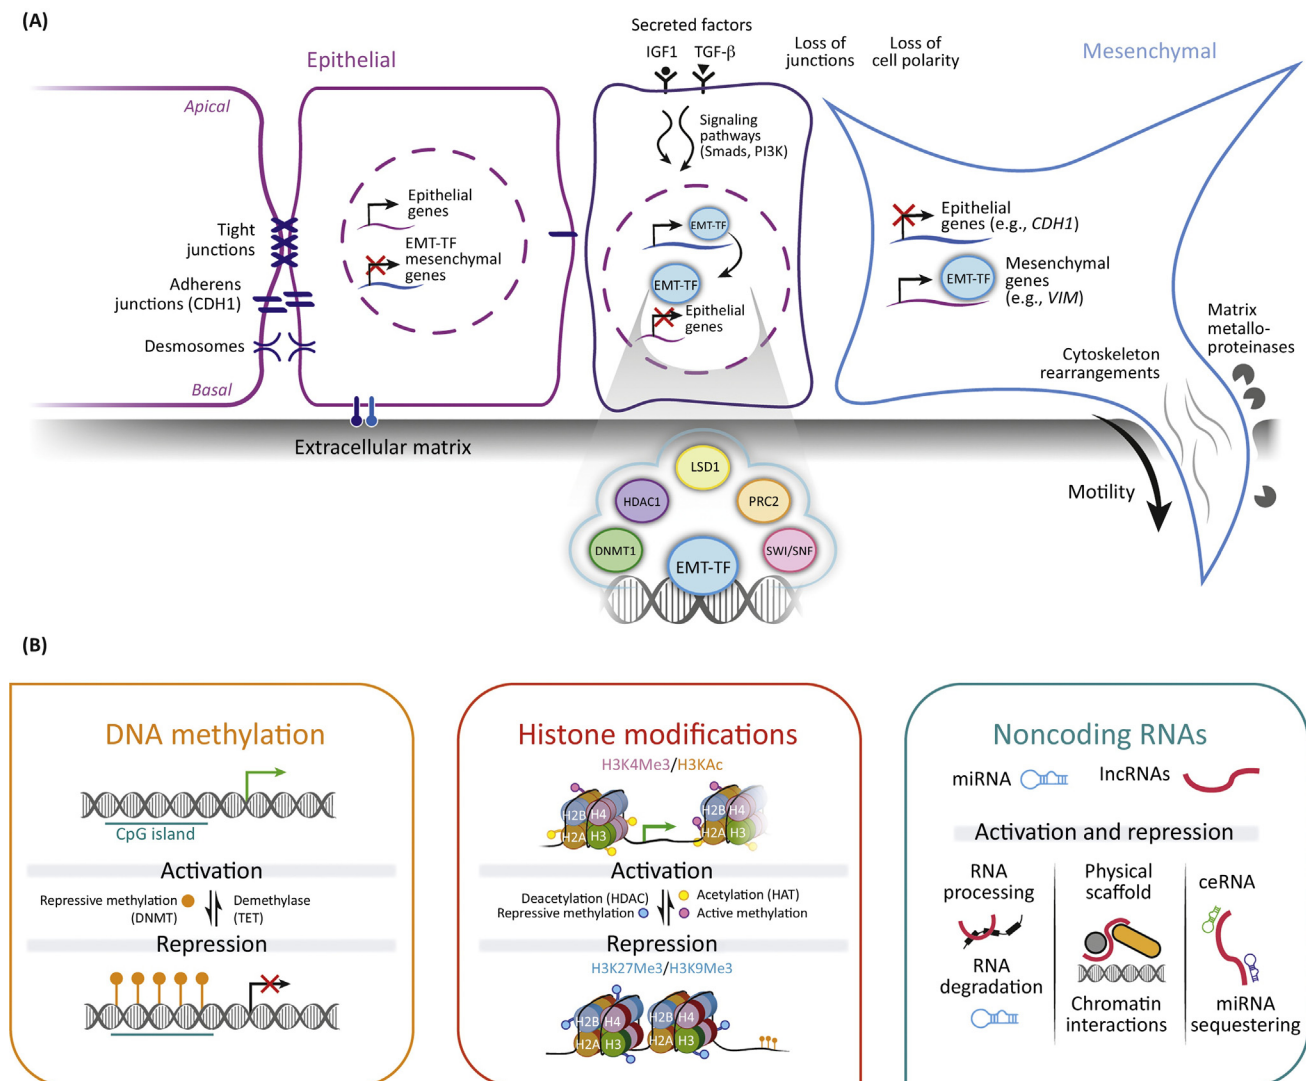 (A)
Epithelial
Apical
Tight
junctions
Adherens
junctions (CDH1)
Desmosomes
Basal
Epithelial
genes
EMT-TF
mesenchymal
genes
Extracellular matrix
Secreted factors
IGF1 TGF-β
Signaling
pathways
(Smads, PI3K)
EMT-TF
EMT-TF
Epithelial
genes
Loss of
junctions
Loss of
cell polarity
Mesenchymal
Epithelial
genes (e.g., CDH1)
EMT-TF
Mesenchymal
genes
(e.g., VIM)
Matrix
metallo-
proteinases
Cytoskeleton
rearrangements
Motility
LSD1
HDAC1
PRC2
DNMT1
SWI/SNF
EMT-TF
(B)
DNA methylation
CpG island
Activation
Repressive methylation
(DNMT)
Demethylase
(TET)
Repression
Histone modifications
H3K4Me3/H3KAc
H2B H4
H2A H3
H2B H4
H2A H3
Activation
Deacetylation (HDAC)
Repressive methylation
Acetylation (HAT)
Active methylation
Repression
H3K27Me3/H3K9Me3
H2B H4
H2A H3
H2B H4
H2A H3
Noncoding RNAs
miRNA
lncRNAs
Activation and repression
RNA
processing
RNA
degradation
Physical
scaffold
Chromatin
interactions
ceRNA
miRNA
sequestering